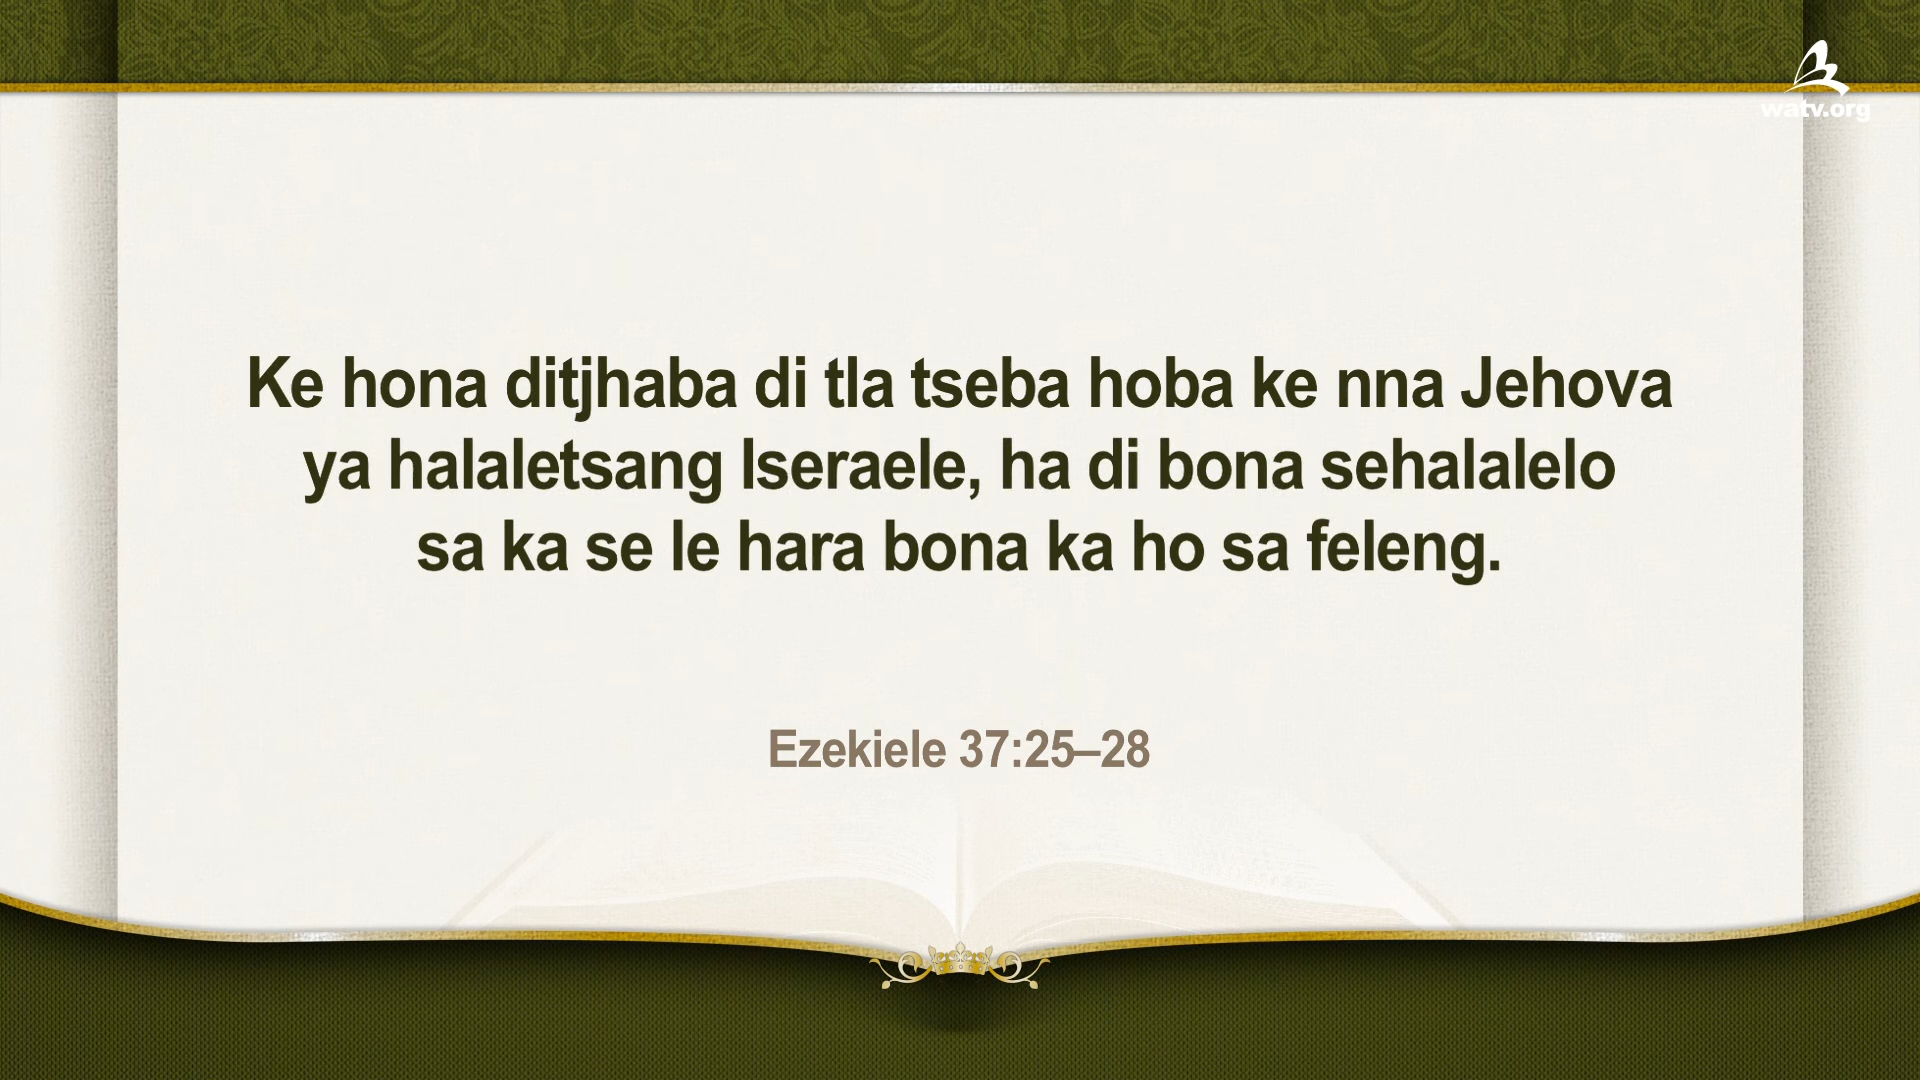 watv.org
Ke hona ditjhaba di tla tseba hoba ke nna Jehova
ya halaletsang Iseraele, ha di bona sehalalelo
sa ka se le hara bona ka ho sa feleng.
Ezekiele 37:25–28